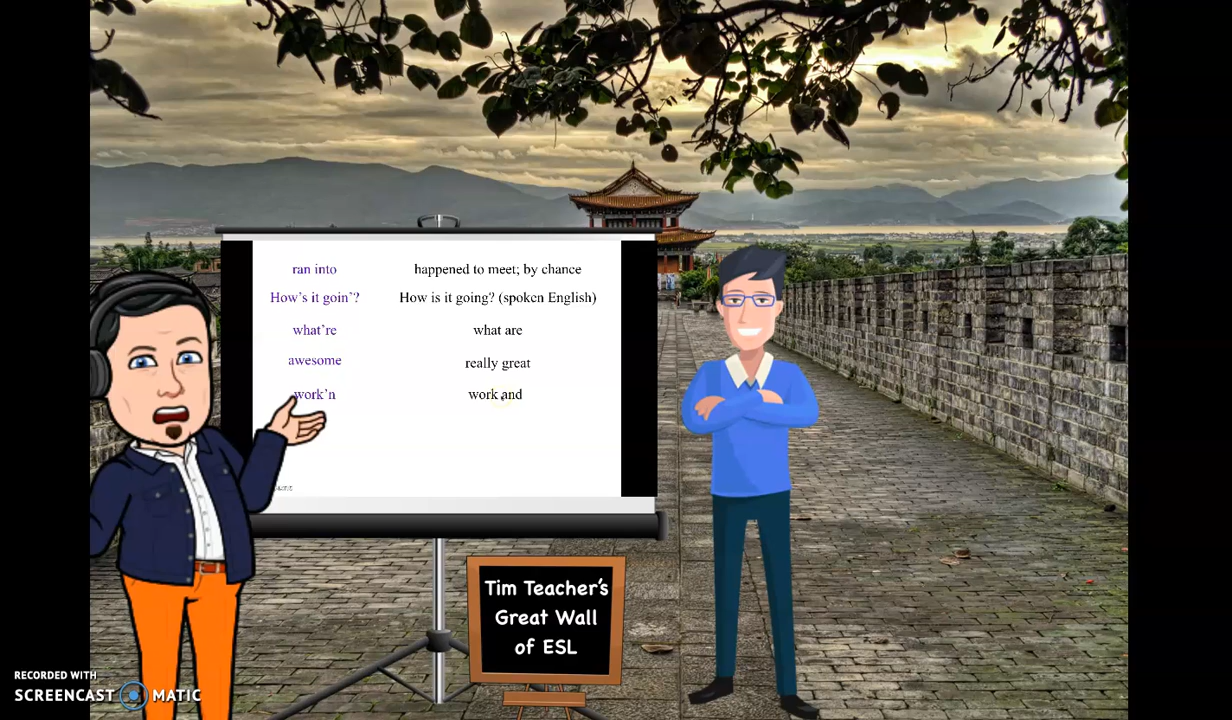 ran into happened to meet; by chance
How's it goin'? How is it going? (spoken English)
what're what are
awesome really great
work'n work and
Tim Teacher's
Great Wall
of ESL
RECORDED WITH
SCREENCAST MATIC